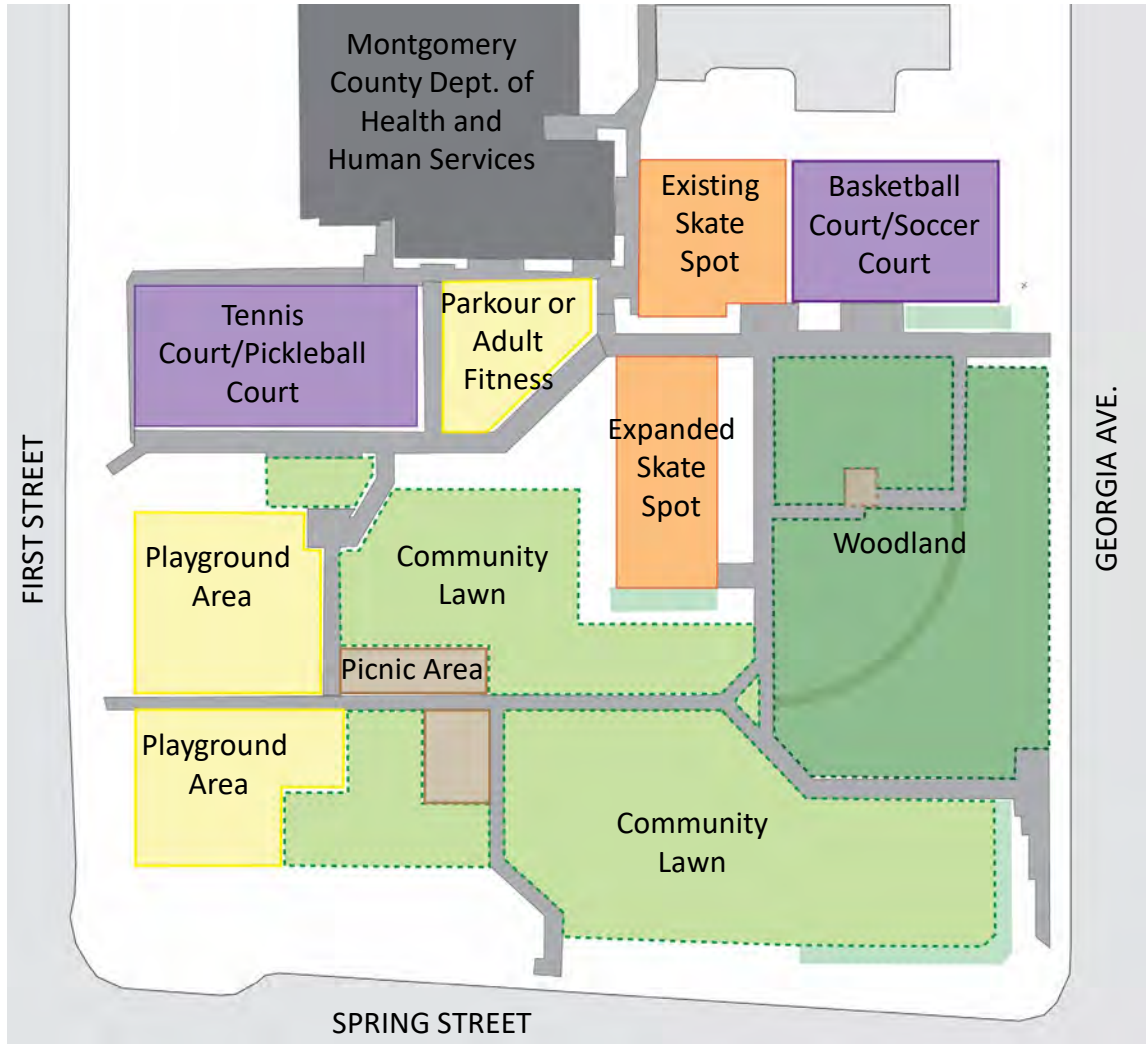 Montgomery
County Dept. of
Health and
Human Services
Existing
Skate
Spot
Basketball
Court/Soccer
Court
Tennis
Court/Pickleball
Court
Parkour or
Adult
Fitness
Expanded
Skate
Spot
FIRST STREET
GEORGIA AVE.
Playground
Area
Community
Lawn
Woodland
Picnic Area
Playground
Area
Community
Lawn
SPRING STREET